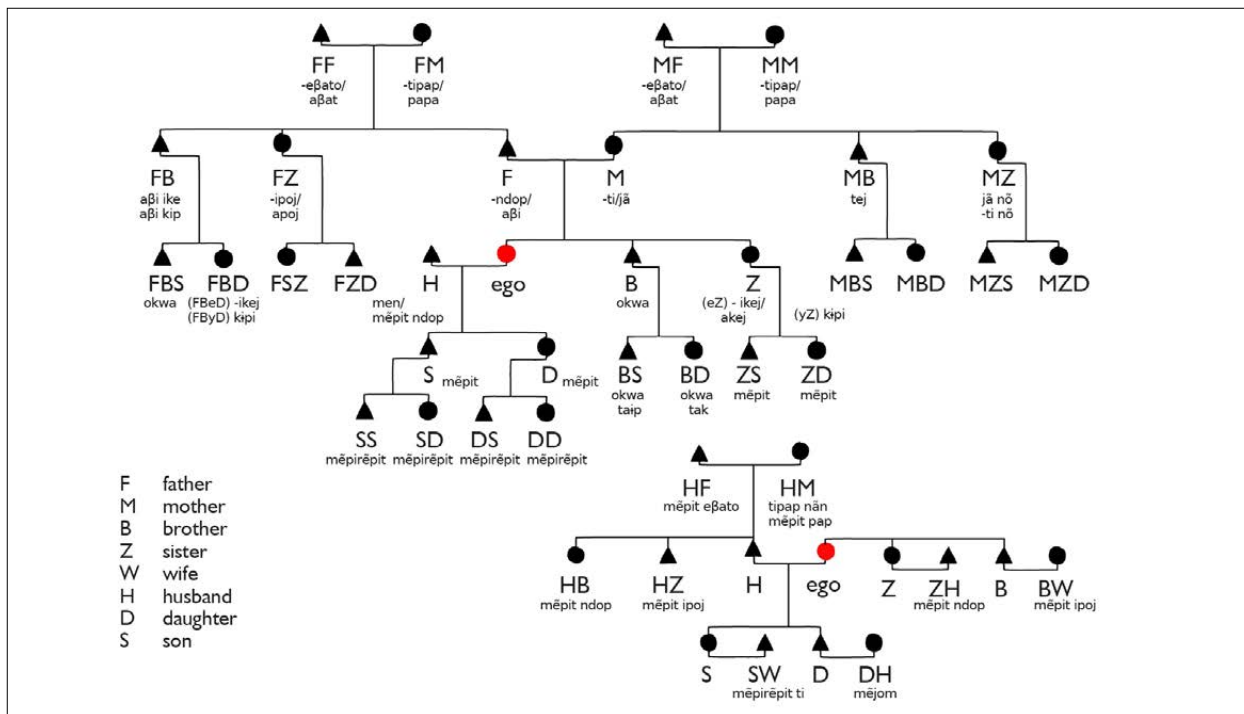 FF FM MF MM
-eβato/ -tipap/ -eβato/ -tipap/
aβat papa aβat papa
FB FZ F M MB MZ
aβi ike -ipoj/ -ndop/ -ti/jã tej jã nõ
aβi kip apoj aβi -ti nõ
FBS FBD FSZ FZD H ego B Z MBS MBD MZS MZD
okwa (FBeD) -ikej men/ okwa (eZ) - ikej/ (yZ) kɨpi
(FByD) kɨpi mẽpit ndop akej
S mẽpit D mẽpit BS BD ZS ZD
okwa okwa mẽpit mẽpit
taɨp tak
SS SD DS DD
mẽpirẽpit mẽpirẽpit mẽpirẽpit mẽpirẽpit
HF HM
mẽpit eβato tipap nãn
mẽpit pap
HB HZ H ego Z ZH B BW
mẽpit ndop mẽpit ipoj mẽpit ndop mẽpit ipoj
S SW D DH
mẽpirẽpit ti mẽjom
F father
M mother
B brother
Z sister
W wife
H husband
D daughter
S son